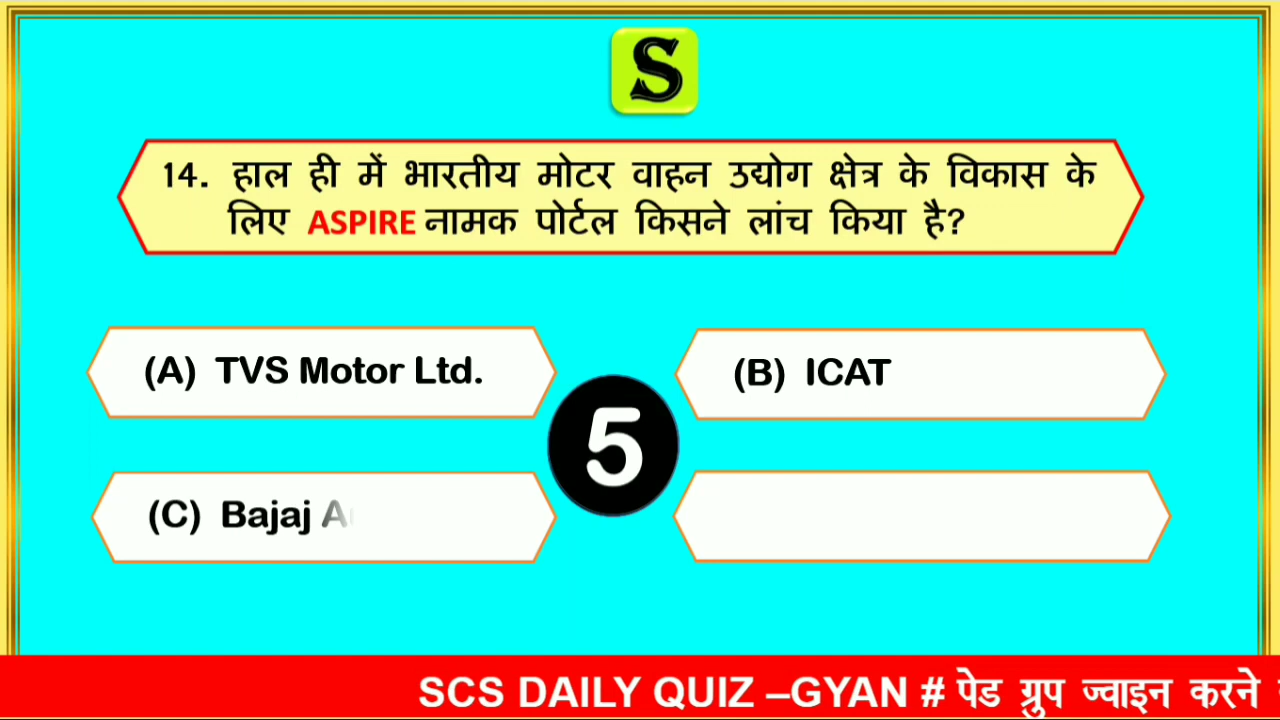 S
14. हाल ही में भारतीय मोटर वाहन उद्योग क्षेत्र के विकास के
लिए ASPIRE नामक पोर्टल किसने लांच किया है?
(A) TVS Motor Ltd.
(B) ICAT
5
(C) Bajaj A
SCS DAILY QUIZ –GYAN # पेड ग्रुप ज्वाइन करने